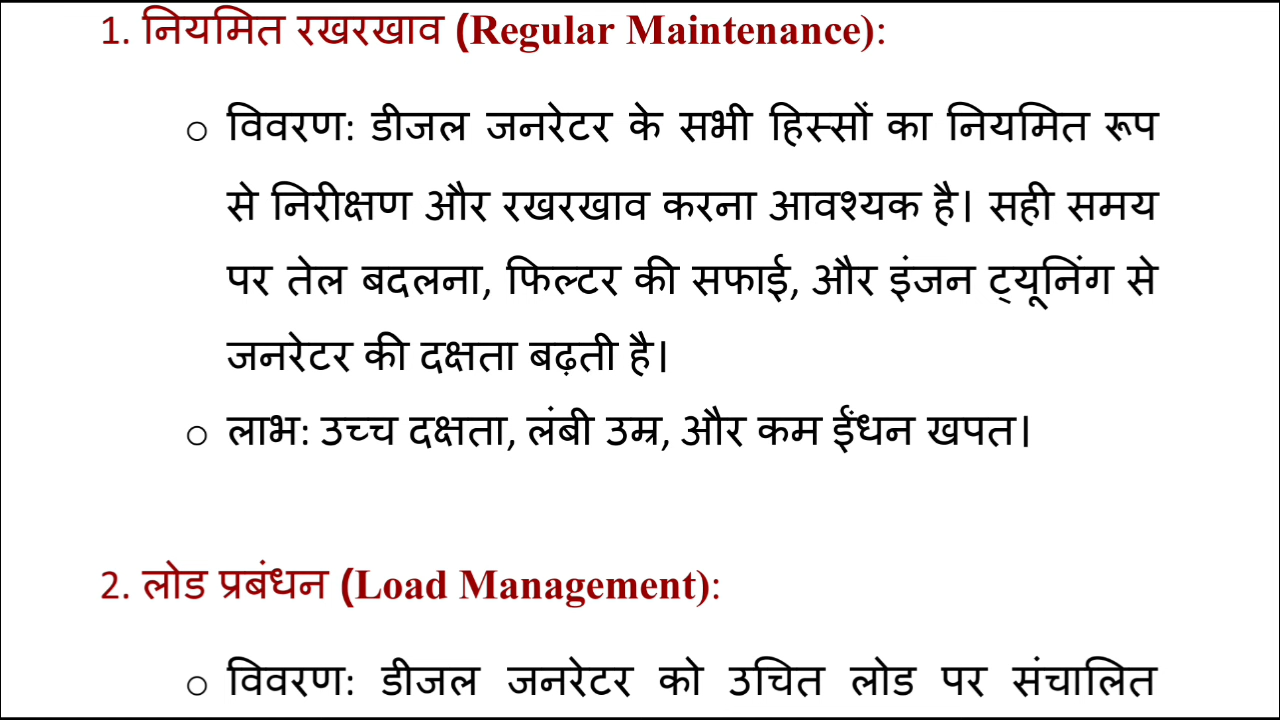 1. नियमित रखरखाव (Regular Maintenance):
○ विवरण: डीजल जनरेटर के सभी हिस्सों का नियमित रूप
से निरीक्षण और रखरखाव करना आवश्यक है। सही समय
पर तेल बदलना, फिल्टर की सफाई, और इंजन ट्यूनिंग से
जनरेटर की दक्षता बढ़ती है।
○ लाभ: उच्च दक्षता, लंबी उम्र, और कम ईंधन खपत।
2. लोड प्रबंधन (Load Management):
○ विवरण: डीजल जनरेटर को उचित लोड पर संचालित